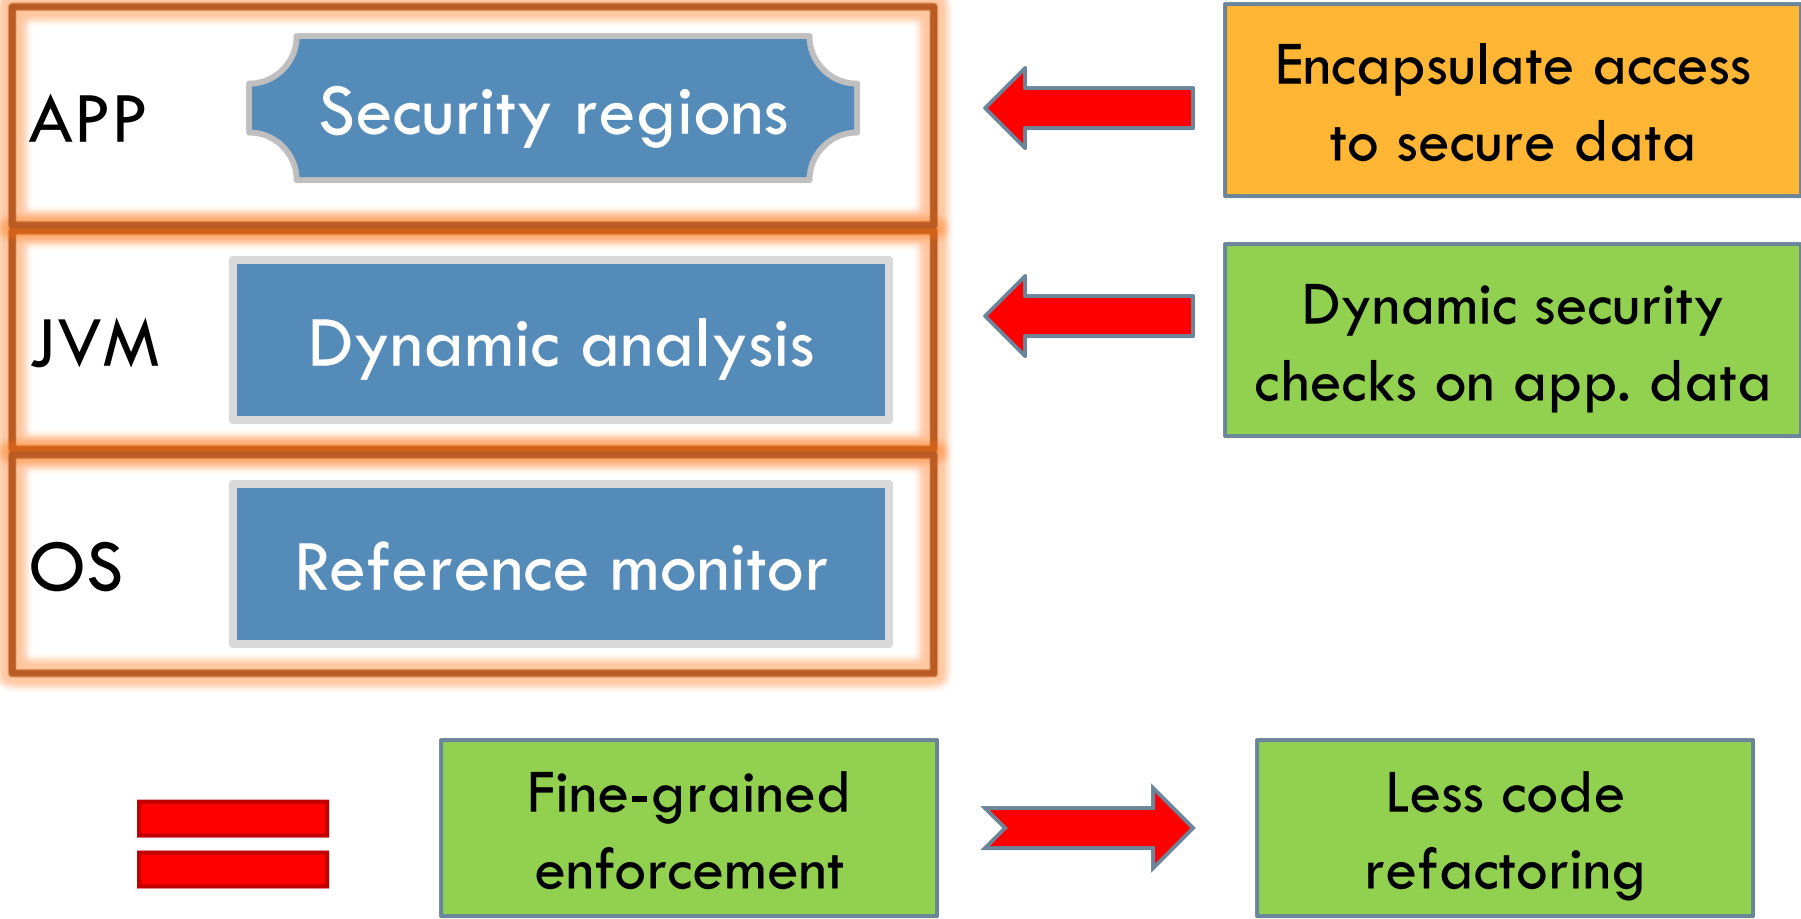 APP
Security regions
Encapsulate access
to secure data
JVM
Dynamic analysis
Dynamic security
checks on app. data
OS
Reference monitor
Fine-grained
enforcement
Less code
refactoring